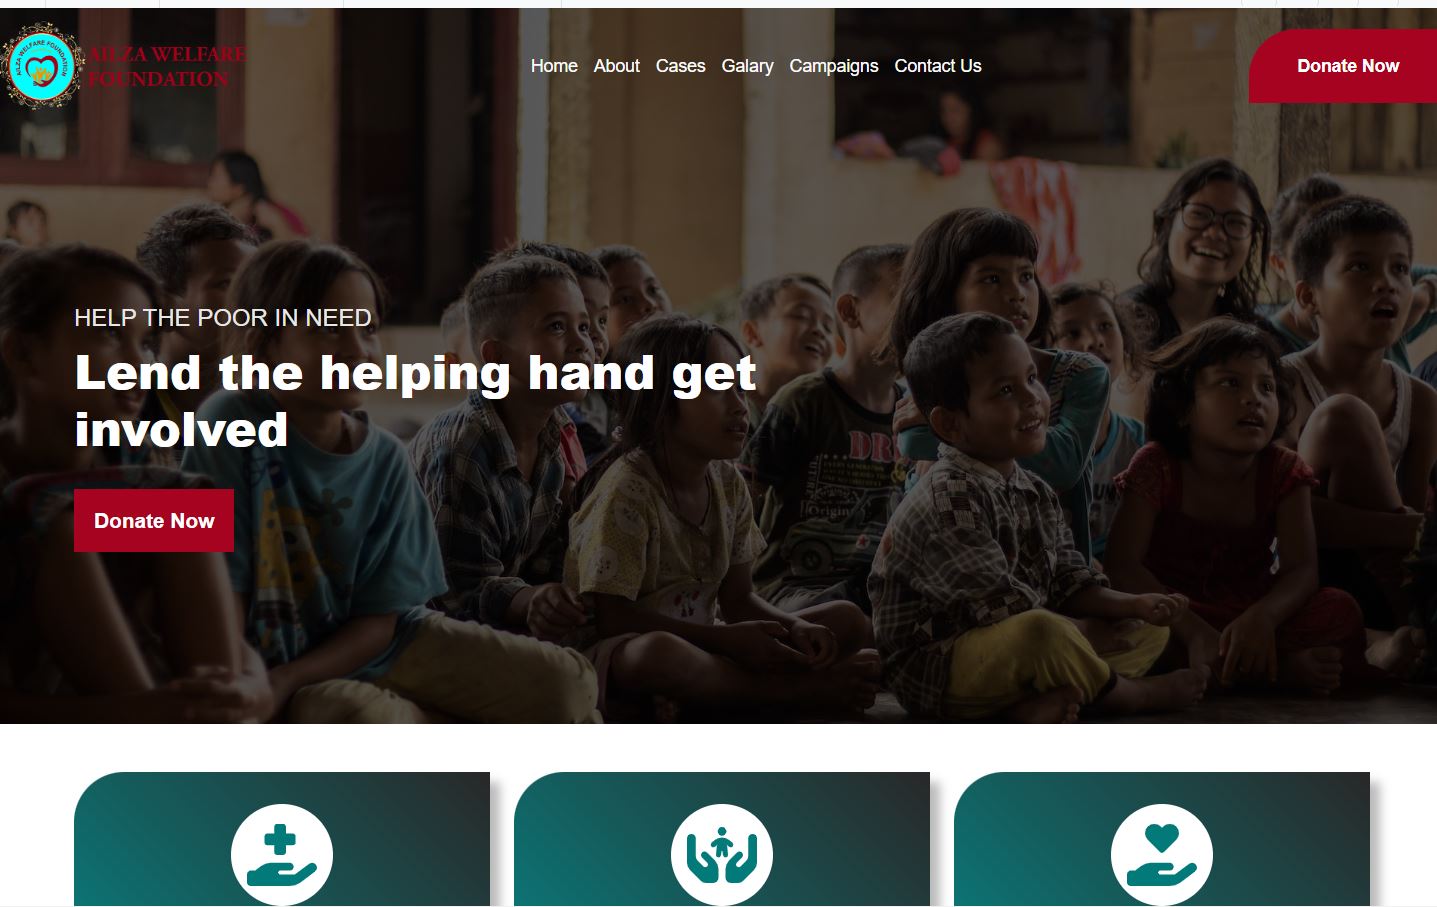 AILZA WELFARE FOUNDATION
AILZA WELFARE
FOUNDATION
Home About Cases Galary Campaigns Contact Us
Donate Now
HELP THE POOR IN NEED
Lend the helping hand get
involved
Donate Now